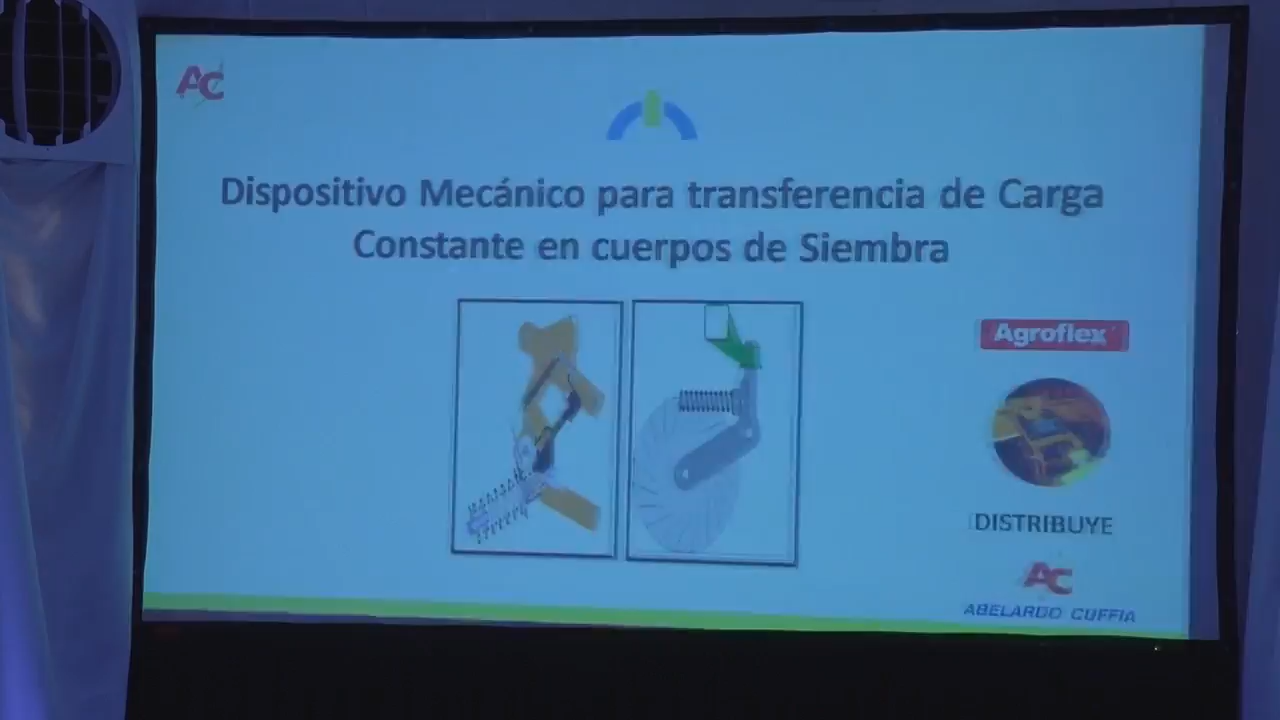 AC
Dispositivo Mecánico para transferencia de Carga
Constante en cuerpos de Siembra
Agroflex
DISTRIBUYE
AC
ABELARDO CUFFIA